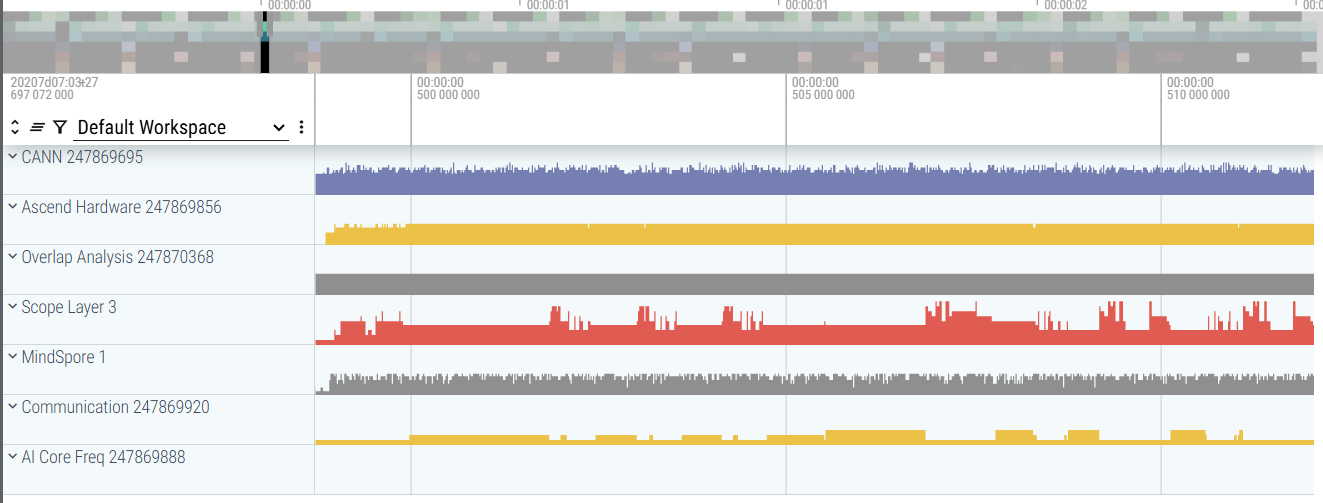 00:00:00 00:00:01 00:00:01 00:00:02
20207d07:03:27 00:00:00 00:00:00 00:00:00
697 072 000 500 000 000 505 000 000 510 000 000
Default Workspace
CANN 247869695
Ascend Hardware 247869856
Overlap Analysis 247870368
Scope Layer 3
MindSpore 1
Communication 247869920
AI Core Freq 247869888